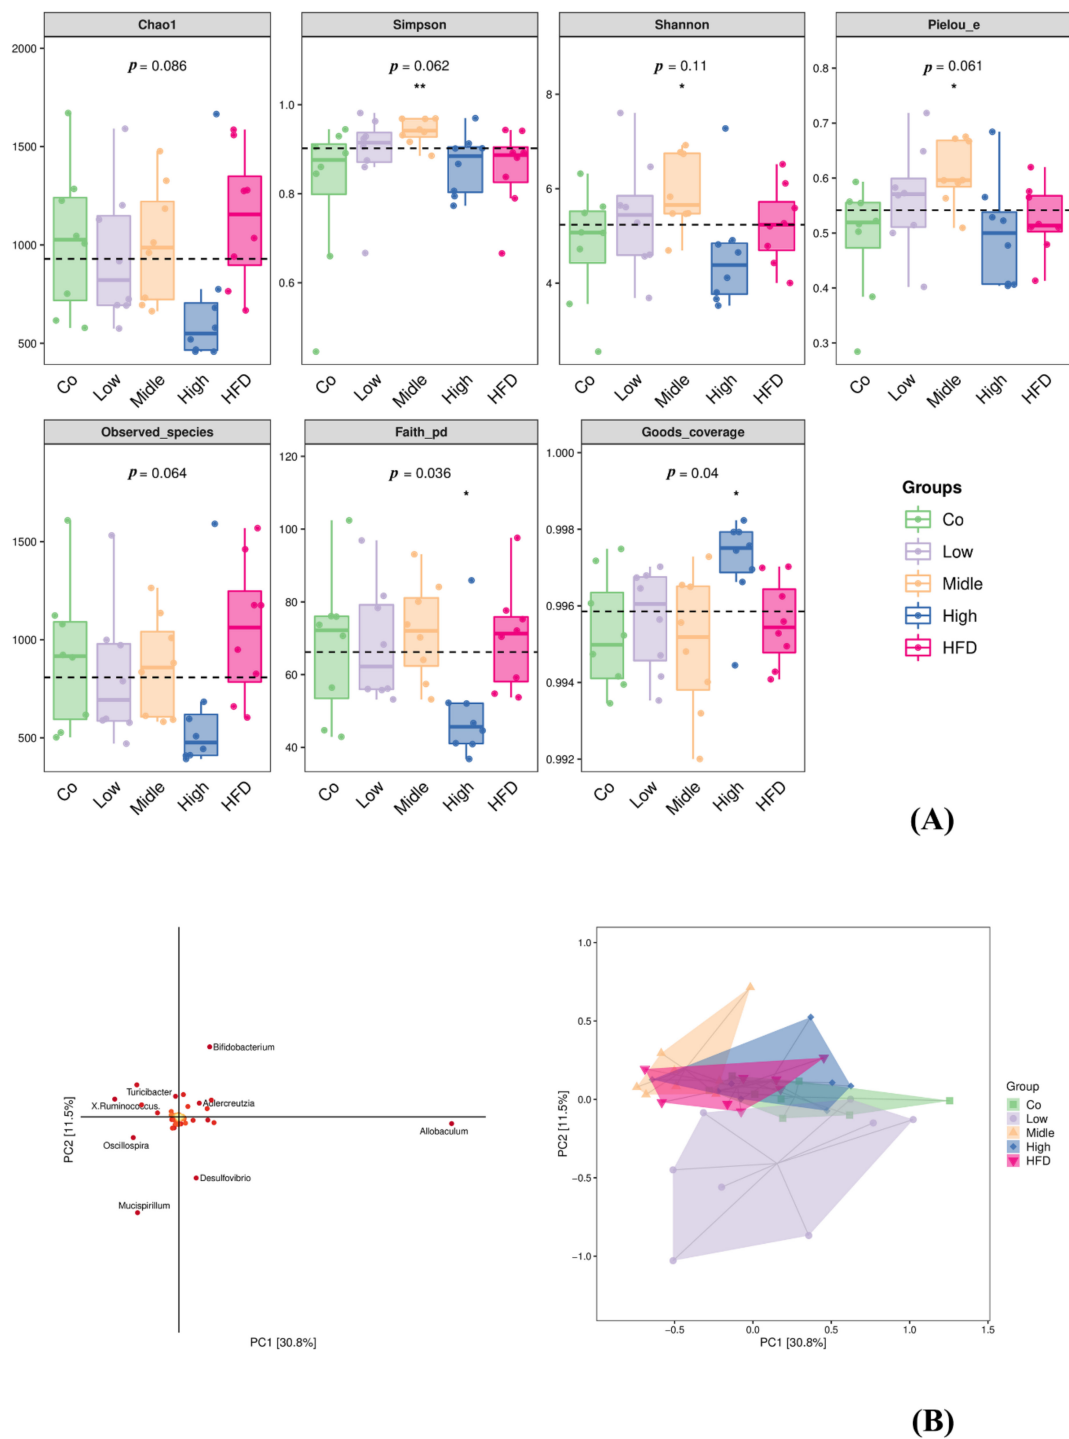 Chao1 Simpson Shannon Pielou_e
p = 0.086 p = 0.062 p = 0.11 p = 0.061
** * *
2000 1500 1000 500
1.0 0.8 0.6
8 6 4
0.8 0.7 0.6 0.5 0.4 0.3
Co Low Midle High HFD Co Low Midle High HFD Co Low Midle High HFD Co Low Midle High HFD
Observed_species Faith_pd Goods_coverage
p = 0.064 p = 0.036 p = 0.04
* *
1500 1000 500
120 100 80 60 40
1.000 0.998 0.996 0.994 0.992
Co Low Midle High HFD Co Low Midle High HFD Co Low Midle High HFD
Groups
Co
Low
Midle
High
HFD
(A)
Bifidobacterium
Turicibacter
X.Ruminococcus.
Adlercreutzia
Allobaculum
Oscillospira
Desulfovibrio
Mucispirillum
PC2 [11.5%]
PC1 [30.8%]
1.0
0.5
0.0
−0.5
−1.0
PC2 [11.5%]
−0.5 0.0 0.5 1.0 1.5
PC1 [30.8%]
Group
Co
Low
Midle
High
HFD
(B)